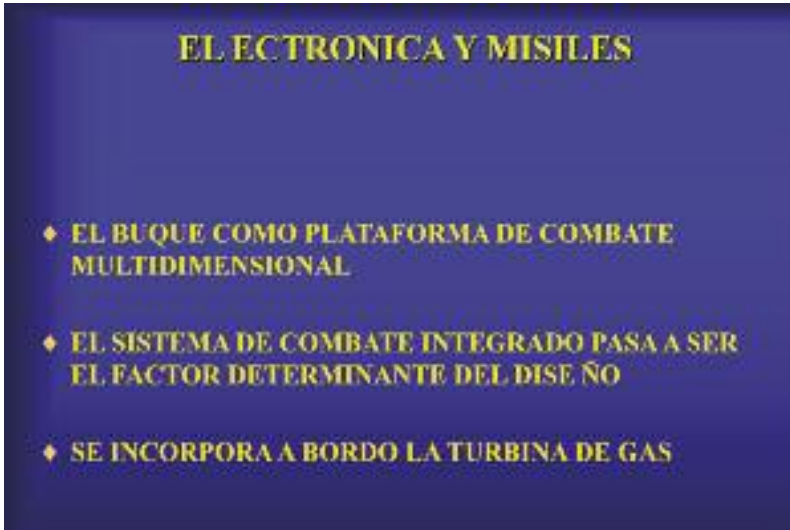 EL ECTRONICA Y MISILES
♦ EL BUQUE COMO PLATAFORMA DE COMBATE
MULTIDIMENSIONAL
♦ EL SISTEMA DE COMBATE INTEGRADO PASA A SER
EL FACTOR DETERMINANTE DEL DISE ÑO
♦ SE INCORPORA A BORDO LA TURBINA DE GAS